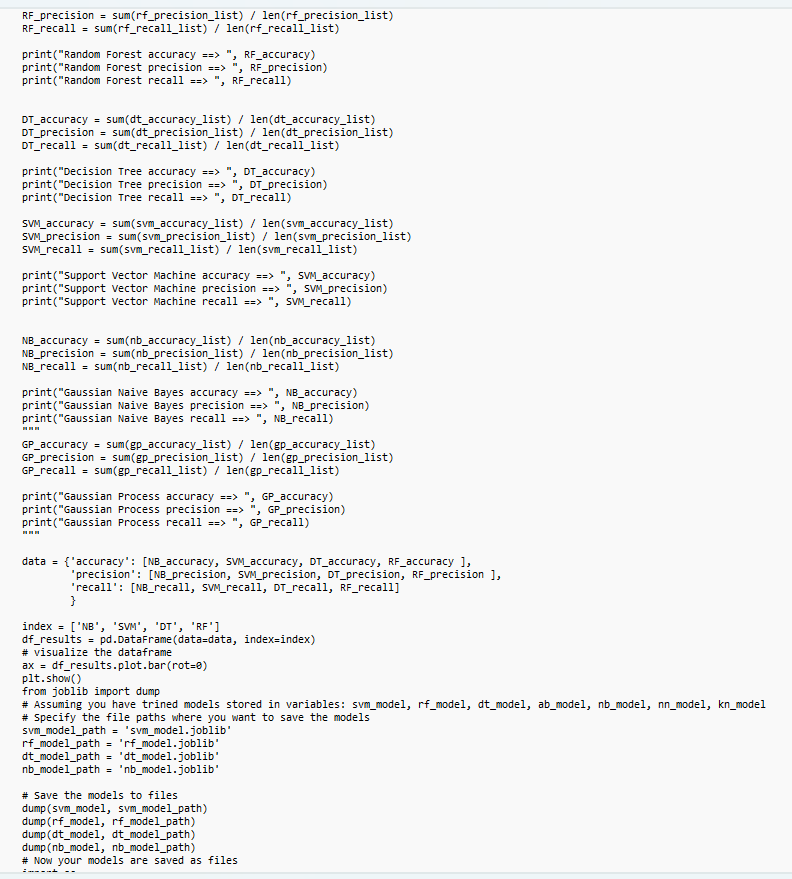 RF_precision = sum(rf_precision_list) / len(rf_precision_list)
RF_recall = sum(rf_recall_list) / len(rf_recall_list)
print("Random Forest accuracy ==> ", RF_accuracy)
print("Random Forest precision ==> ", RF_precision)
print("Random Forest recall ==> ", RF_recall)
DT_accuracy = sum(dt_accuracy_list) / len(dt_accuracy_list)
DT_precision = sum(dt_precision_list) / len(dt_precision_list)
DT_recall = sum(dt_recall_list) / len(dt_recall_list)
print("Decision Tree accuracy ==> ", DT_accuracy)
print("Decision Tree precision ==> ", DT_precision)
print("Decision Tree recall ==> ", DT_recall)
SVM_accuracy = sum(svm_accuracy_list) / len(svm_accuracy_list)
SVM_precision = sum(svm_precision_list) / len(svm_precision_list)
SVM_recall = sum(svm_recall_list) / len(svm_recall_list)
print("Support Vector Machine accuracy ==> ", SVM_accuracy)
print("Support Vector Machine precision ==> ", SVM_precision)
print("Support Vector Machine recall ==> ", SVM_recall)
NB_accuracy = sum(nb_accuracy_list) / len(nb_accuracy_list)
NB_precision = sum(nb_precision_list) / len(nb_precision_list)
NB_recall = sum(nb_recall_list) / len(nb_recall_list)
print("Gaussian Naive Bayes accuracy ==> ", NB_accuracy)
print("Gaussian Naive Bayes precision ==> ", NB_precision)
print("Gaussian Naive Bayes recall ==> ", NB_recall)
"""
GP_accuracy = sum(gp_accuracy_list) / len(gp_accuracy_list)
GP_precision = sum(gp_precision_list) / len(gp_precision_list)
GP_recall = sum(gp_recall_list) / len(gp_recall_list)
print("Gaussian Process accuracy ==> ", GP_accuracy)
print("Gaussian Process precision ==> ", GP_precision)
print("Gaussian Process recall ==> ", GP_recall)
"""
data = {'accuracy': [NB_accuracy, SVM_accuracy, DT_accuracy, RF_accuracy ],
'precision': [NB_precision, SVM_precision, DT_precision, RF_precision ],
'recall': [NB_recall, SVM_recall, DT_recall, RF_recall]
}
index = ['NB', 'SVM', 'DT', 'RF']
df_results = pd.DataFrame(data=data, index=index)
# visualize the dataframe
ax = df_results.plot.bar(rot=0)
plt.show()
from joblib import dump
# Assuming you have trined models stored in variables: svm_model, rf_model, dt_model, ab_model, nb_model, nn_model, kn_model
# Specify the file paths where you want to save the models
svm_model_path = 'svm_model.joblib'
rf_model_path = 'rf_model.joblib'
dt_model_path = 'dt_model.joblib'
nb_model_path = 'nb_model.joblib'
# Save the models to files
dump(svm_model, svm_model_path)
dump(rf_model, rf_model_path)
dump(dt_model, dt_model_path)
dump(nb_model, nb_model_path)
# Now your models are saved as files